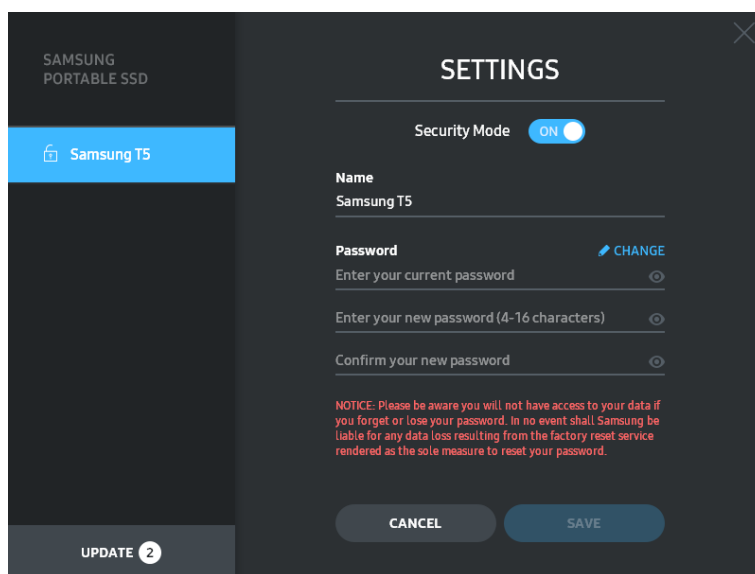 SAMSUNG
PORTABLE SSD
Samsung T5
UPDATE 2
SETTINGS
Security Mode ON
Name
Samsung T5
Password CHANGE
Enter your current password
Enter your new password (4-16 characters)
Confirm your new password
NOTICE: Please be aware you will not have access to your data if
you forget or lose your password. In no event shall Samsung be
liable for any data loss resulting from the factory reset service
rendered as the sole measure to reset your password.
CANCEL SAVE